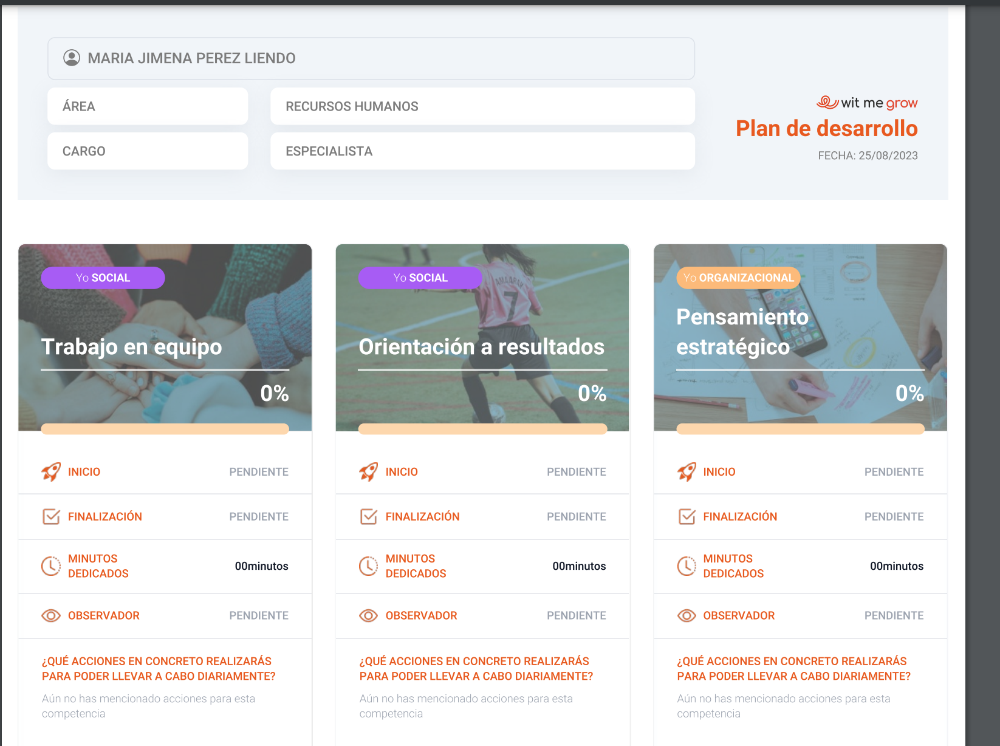 MARIA JIMENA PEREZ LIENDO
ÁREA
RECURSOS HUMANOS
CARGO
ESPECIALISTA
wit me grow
Plan de desarrollo
FECHA: 25/08/2023
Yo SOCIAL
Trabajo en equipo
0%
INICIO
PENDIENTE
FINALIZACIÓN
PENDIENTE
MINUTOS
DEDICADOS
00minutos
OBSERVADOR
PENDIENTE
¿QUÉ ACCIONES EN CONCRETO REALIZARÁS
PARA PODER LLEVAR A CABO DIARIAMENTE?
Aún no has mencionado acciones para esta
competencia
Yo SOCIAL
7
Orientación a resultados
0%
INICIO
PENDIENTE
FINALIZACIÓN
PENDIENTE
MINUTOS
DEDICADOS
00minutos
OBSERVADOR
PENDIENTE
¿QUÉ ACCIONES EN CONCRETO REALIZARÁS
PARA PODER LLEVAR A CABO DIARIAMENTE?
Aún no has mencionado acciones para esta
competencia
Yo ORGANIZACIONAL
Pensamiento
estratégico
0%
INICIO
PENDIENTE
FINALIZACIÓN
PENDIENTE
MINUTOS
DEDICADOS
00minutos
OBSERVADOR
PENDIENTE
¿QUÉ ACCIONES EN CONCRETO REALIZARÁS
PARA PODER LLEVAR A CABO DIARIAMENTE?
Aún no has mencionado acciones para esta
competencia